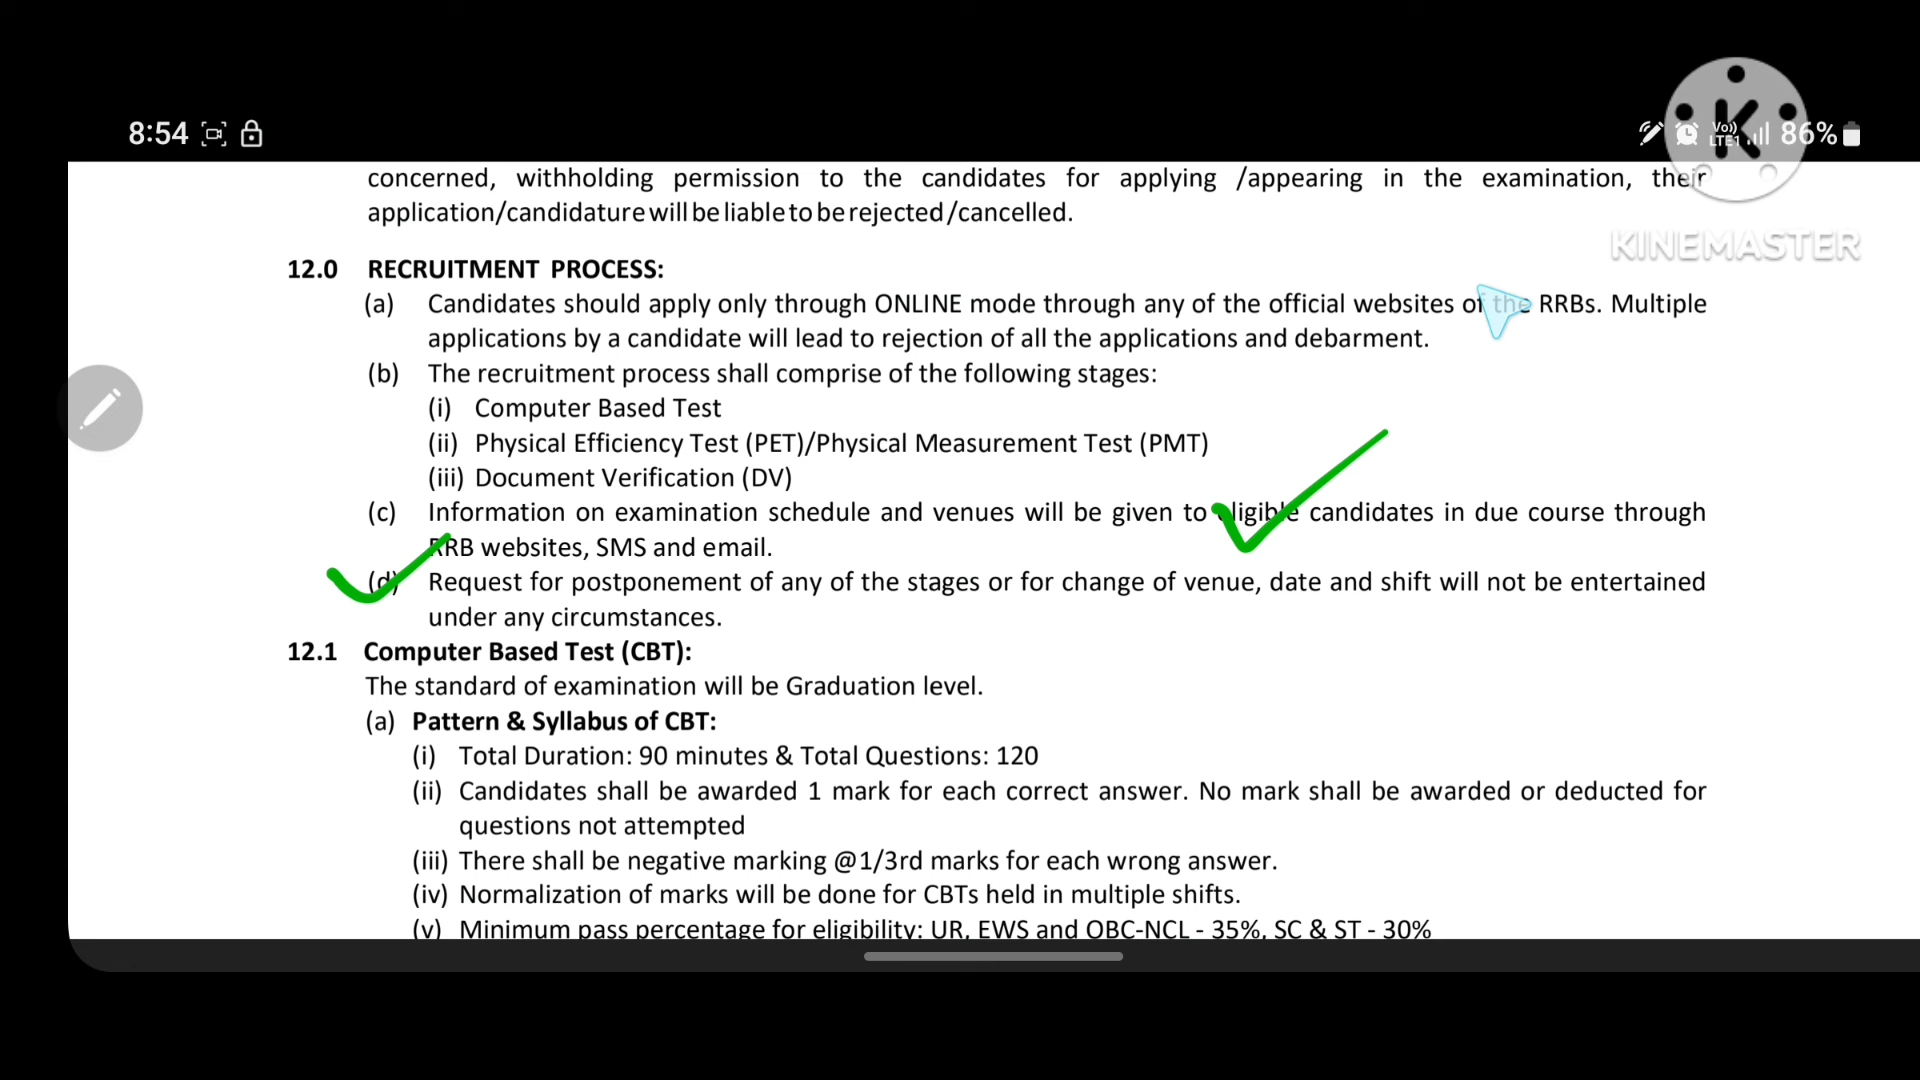 8:54
Vo))
LTE1
86%
KINEMASTER
concerned, withholding permission to the candidates for applying /appearing in the examination, their
application/candidature will be liable to be rejected /cancelled.
12.0 RECRUITMENT PROCESS:
(a) Candidates should apply only through ONLINE mode through any of the official websites of the RRBs. Multiple
applications by a candidate will lead to rejection of all the applications and debarment.
(b) The recruitment process shall comprise of the following stages:
(i) Computer Based Test
(ii) Physical Efficiency Test (PET)/Physical Measurement Test (PMT)
(iii) Document Verification (DV)
(c) Information on examination schedule and venues will be given to eligible candidates in due course through
RRB websites, SMS and email.
(d) Request for postponement of any of the stages or for change of venue, date and shift will not be entertained
under any circumstances.
12.1 Computer Based Test (CBT):
The standard of examination will be Graduation level.
(a) Pattern & Syllabus of CBT:
(i) Total Duration: 90 minutes & Total Questions: 120
(ii) Candidates shall be awarded 1 mark for each correct answer. No mark shall be awarded or deducted for
questions not attempted
(iii) There shall be negative marking @1/3rd marks for each wrong answer.
(iv) Normalization of marks will be done for CBTs held in multiple shifts.
(v) Minimum pass percentage for eligibility: UR, EWS and OBC-NCL - 35%, SC & ST - 30%